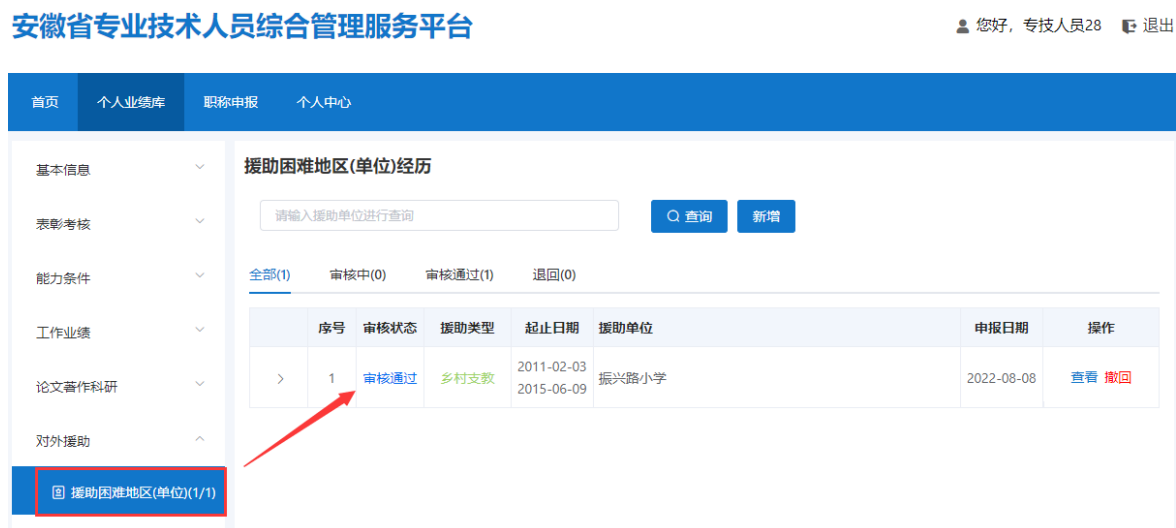 安徽省专业技术人员综合管理服务平台
您好，专技人员28 退出
首页 个人业绩库 职称申报 个人中心
基本信息
表彰考核
能力条件
工作业绩
论文著作科研
对外援助
援助困难地区(单位)(1/1)
援助困难地区(单位)经历
请输入援助单位进行查询 查询 新增
全部(1) 审核中(0) 审核通过(1) 退回(0)
序号 审核状态 援助类型 起止日期 援助单位 申报日期 操作
1 审核通过 乡村支教 2011-02-03 振兴路小学 2022-08-08 查看 撤回
2015-06-09